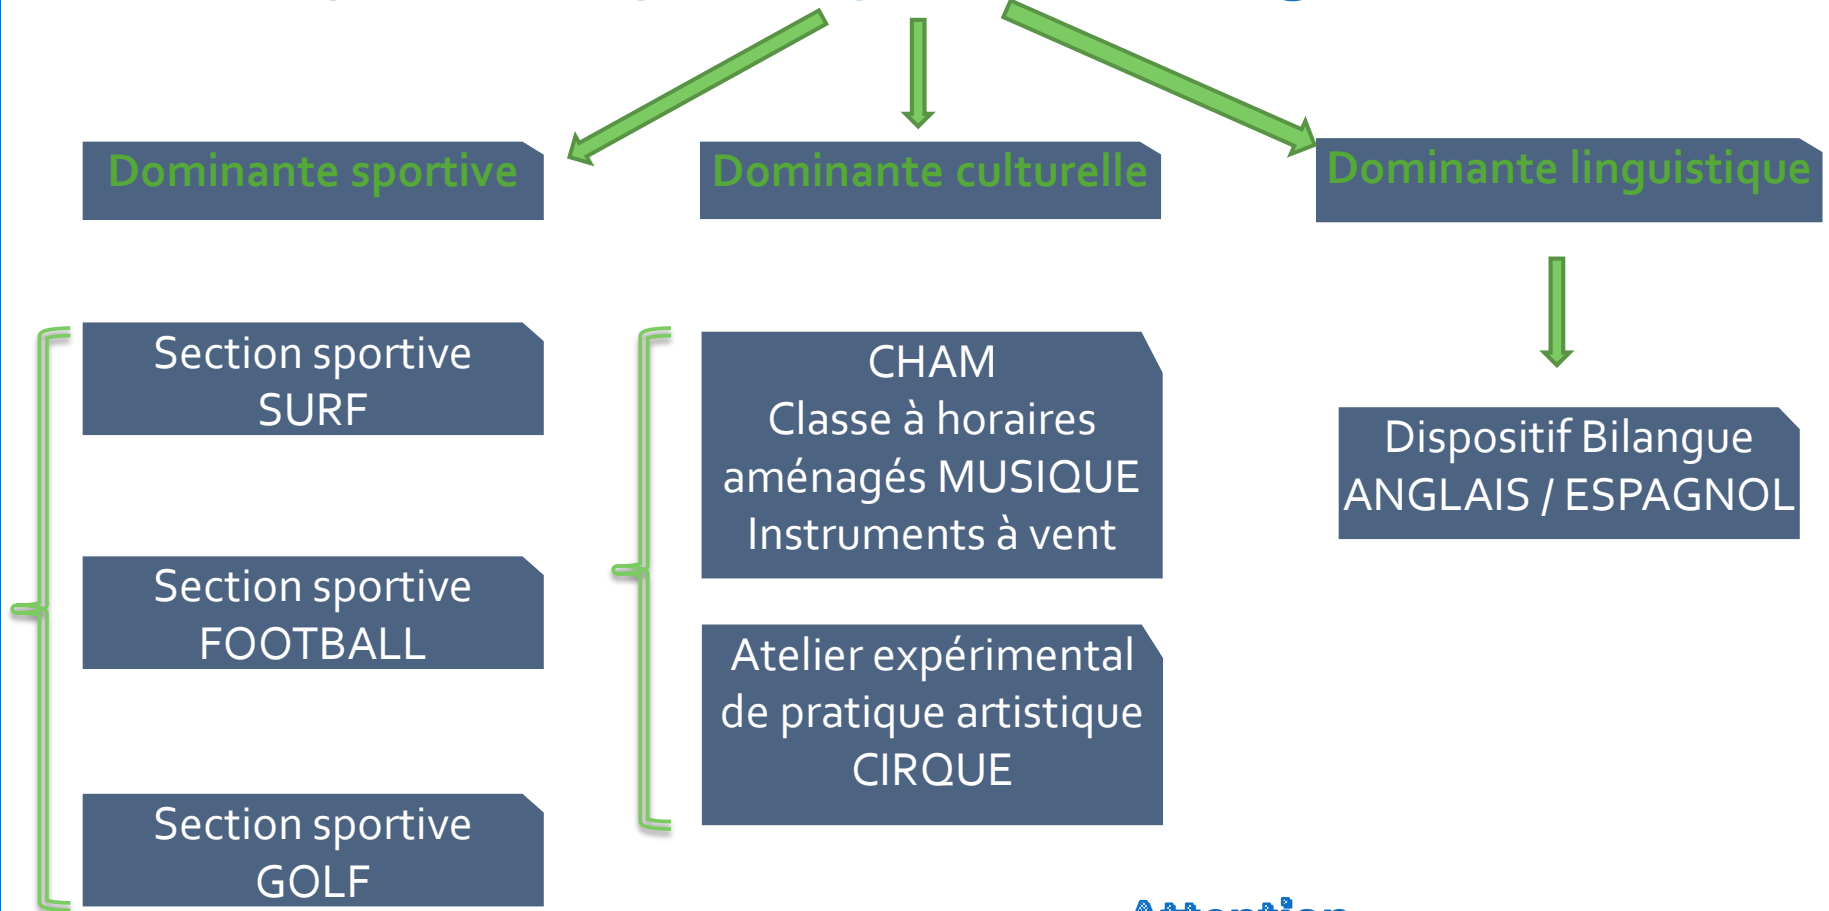 Dominante sportive
Dominante culturelle
Dominante linguistique
Section sportive
SURF
Section sportive
FOOTBALL
Section sportive
GOLF
CHAM
Classe à horaires
aménagés MUSIQUE
Instruments à vent
Atelier expérimental
de pratique artistique
CIRQUE
Dispositif Bilangue
ANGLAIS / ESPAGNOL
Attention